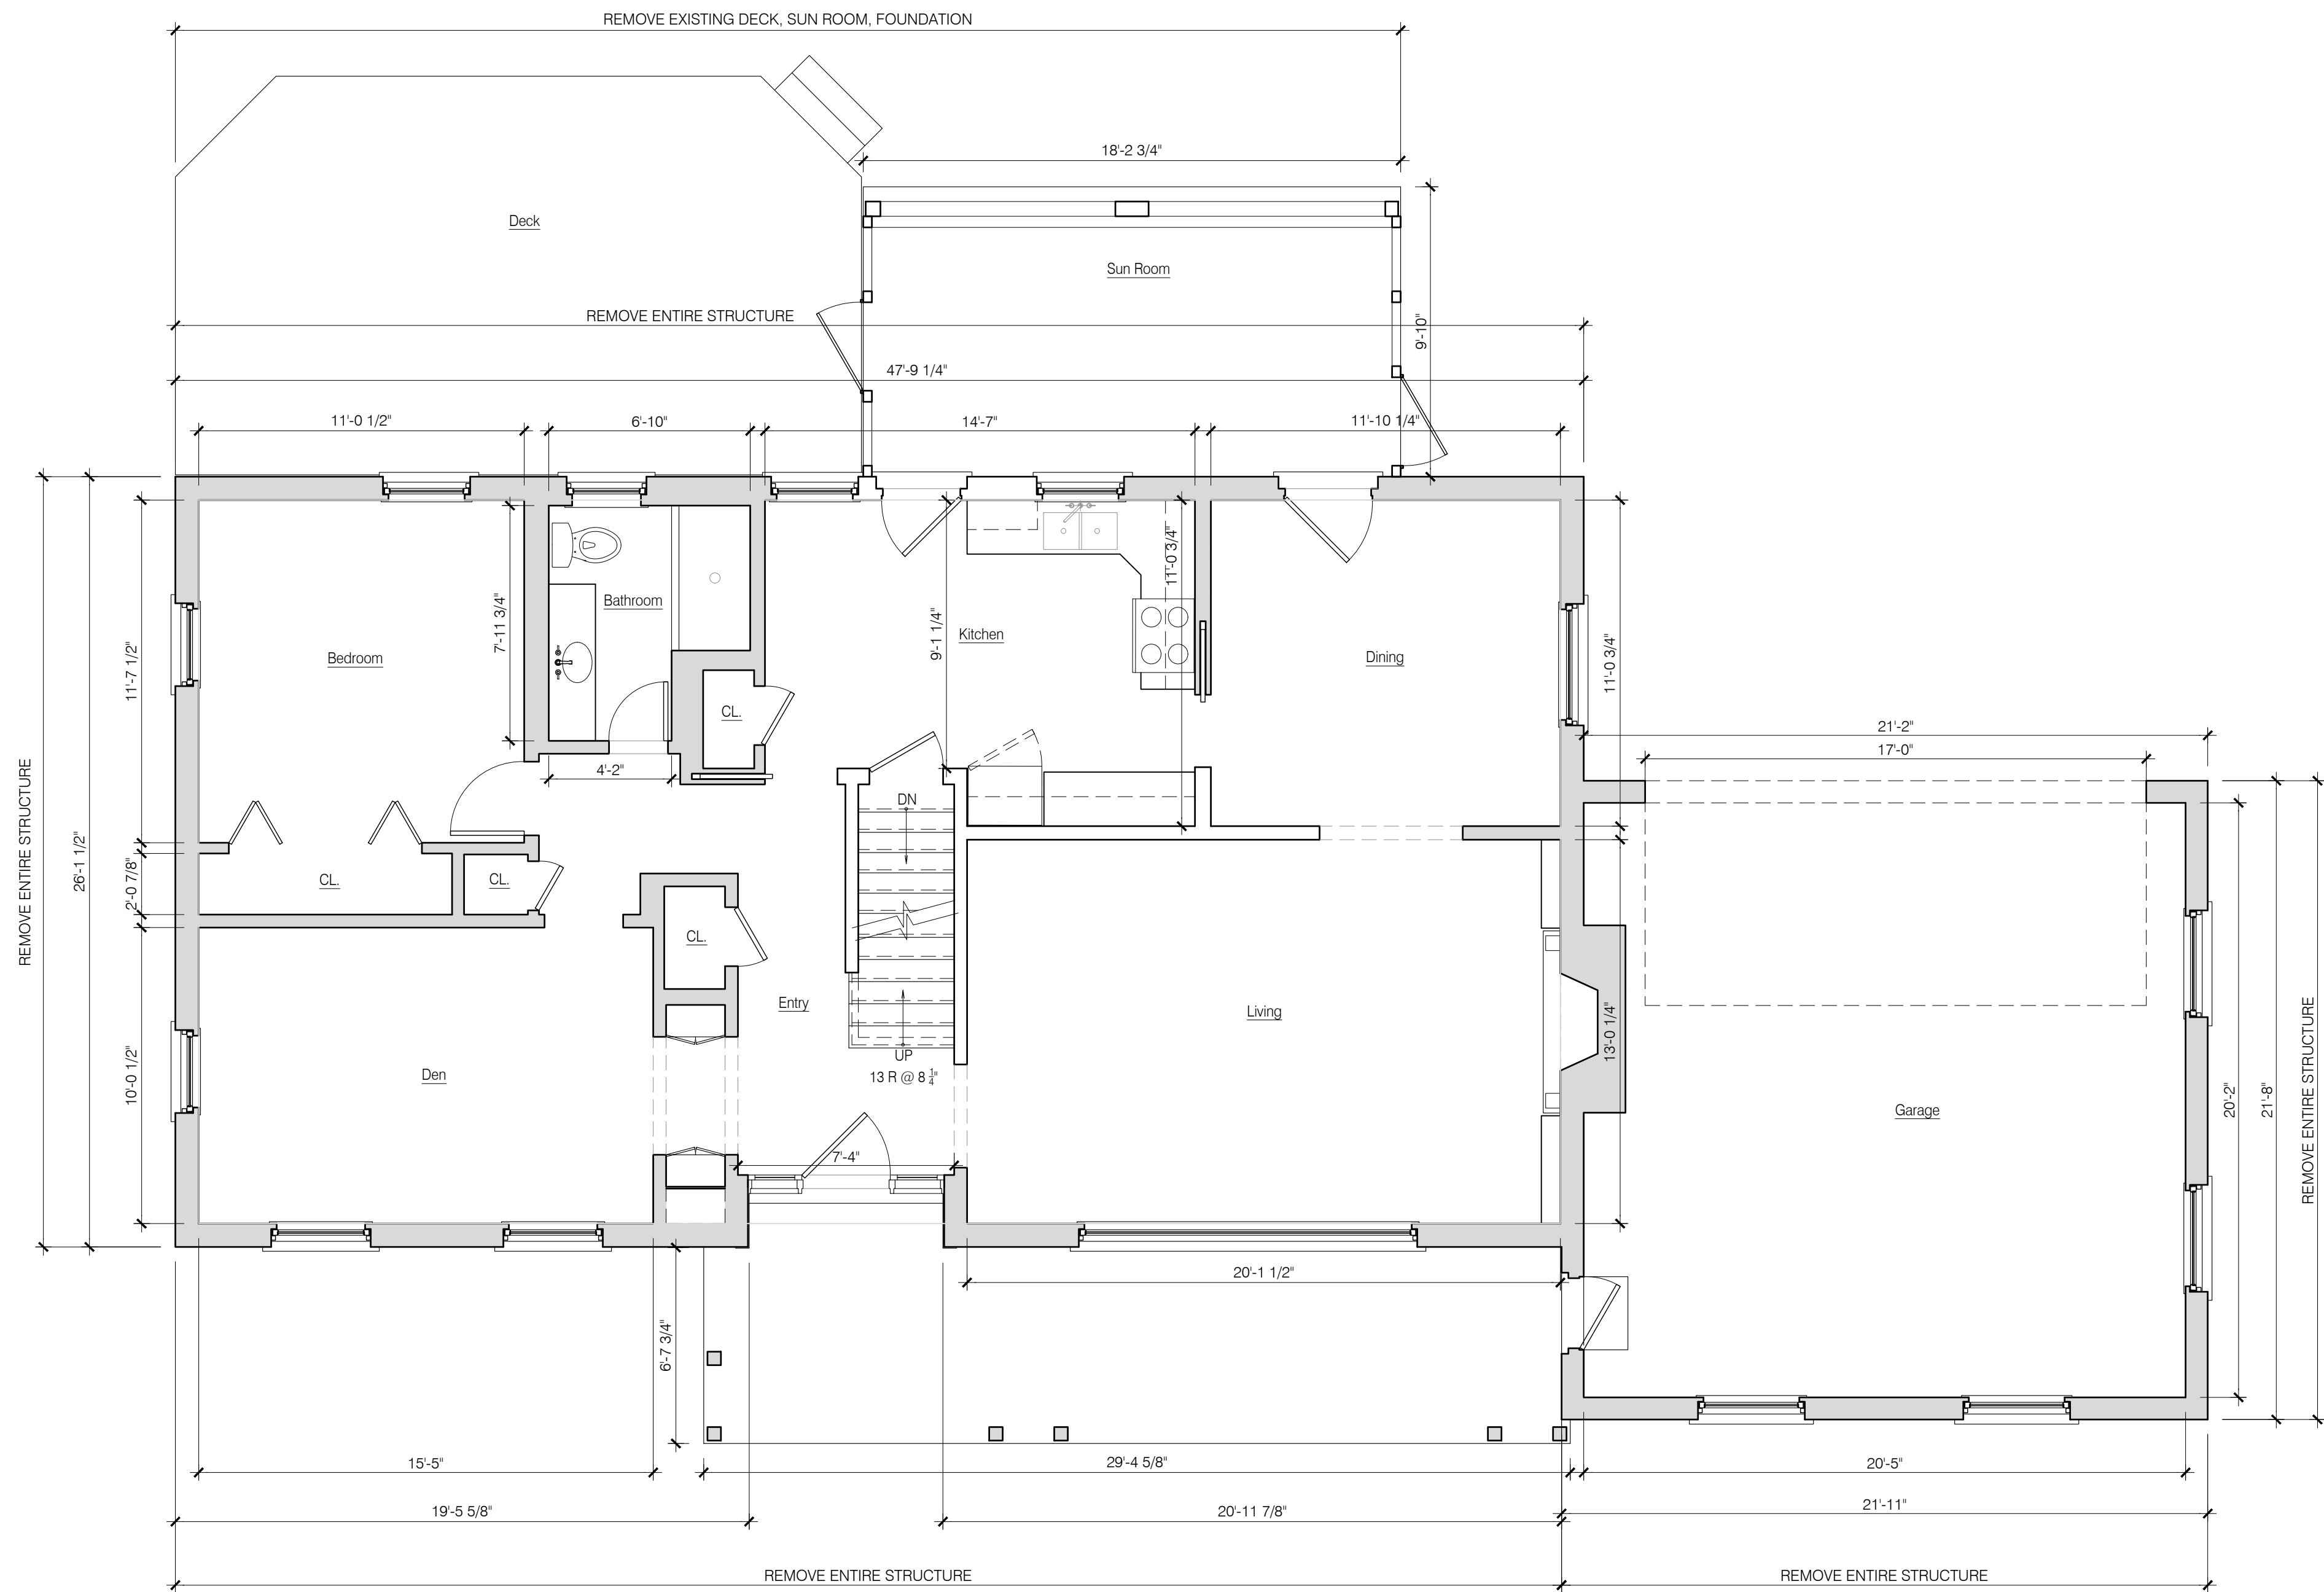 REMOVE EXISTING DECK, SUN ROOM, FOUNDATION
18'-2 3/4"
Deck
Sun Room
REMOVE ENTIRE STRUCTURE
9'-10"
47'-9 1/4"
11'-0 1/2"
6'-10"
14'-7"
11'-10 1/4"
11'-0 3/4"
7'-11 3/4"
Bathroom
9'-1 1/4"
Kitchen
Bedroom
Dining
11'-7 1/2"
11'-0 3/4"
CL.
21'-2"
17'-0"
4'-2"
DN
REMOVE ENTIRE STRUCTURE
26'-1 1/2"
2'-0 7/8"
CL.
CL.
CL.
Entry
Living
13'-0 1/4"
UP
13 R @ 8 1/4"
Den
10'-0 1/2"
Garage
20'-2"
21'-8"
REMOVE ENTIRE STRUCTURE
7'-4"
20'-1 1/2"
6'-7 3/4"
15'-5"
29'-4 5/8"
20'-5"
19'-5 5/8"
20'-11 7/8"
21'-11"
REMOVE ENTIRE STRUCTURE
REMOVE ENTIRE STRUCTURE